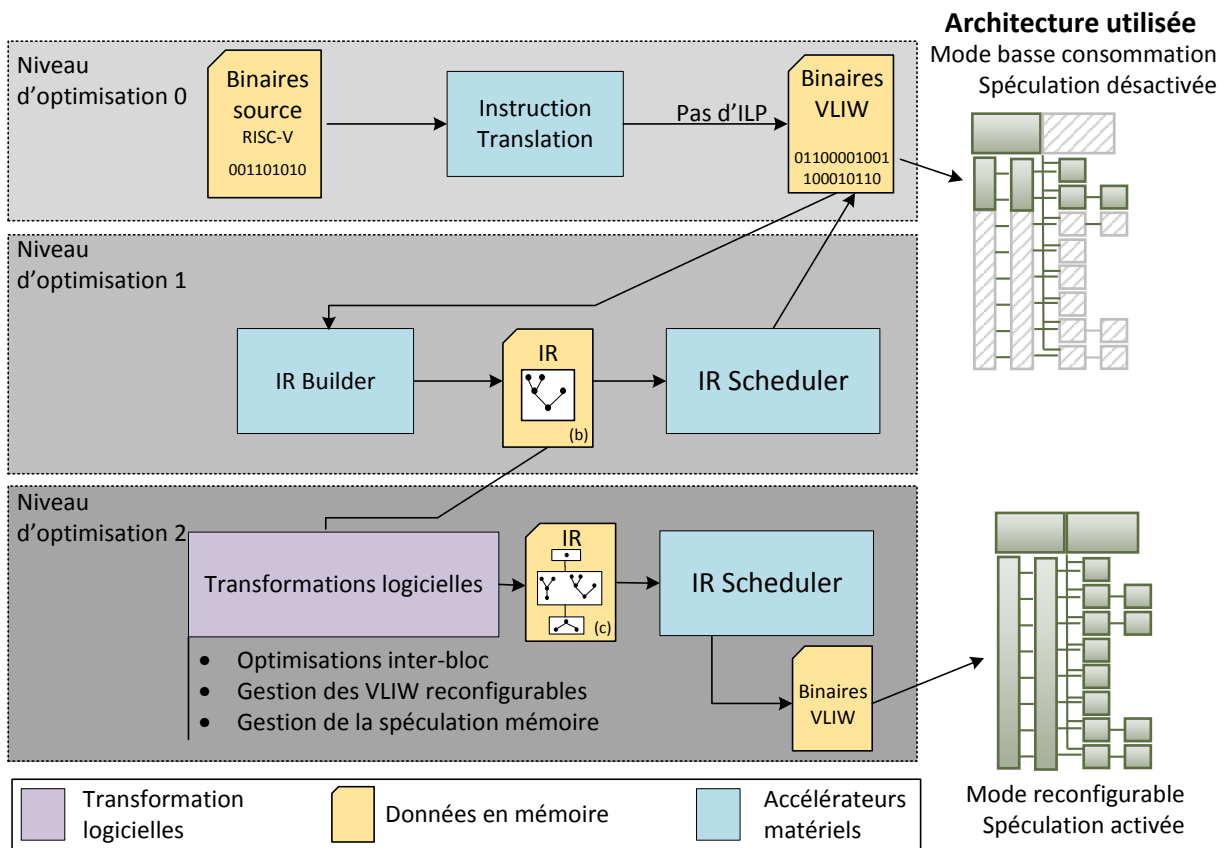 Architecture utilisée
Mode basse consommation
Spéculation désactivée
Niveau
d'optimisation 0
Binaires
source
RISC-V
001101010
Instruction
Translation
Pas d'ILP
Binaires
VLIW
01100001001
100010110
Niveau
d'optimisation 1
IR Builder
IR
(b)
IR Scheduler
Niveau
d'optimisation 2
Transformations logicielles
IR
(c)
IR Scheduler
• Optimisations inter-bloc
• Gestion des VLIW reconfigurables
• Gestion de la spéculation mémoire
Binaires
VLIW
Mode reconfigurable
Spéculation activée
Transformation
logicielles
Données en mémoire
Accélérateurs
matériels